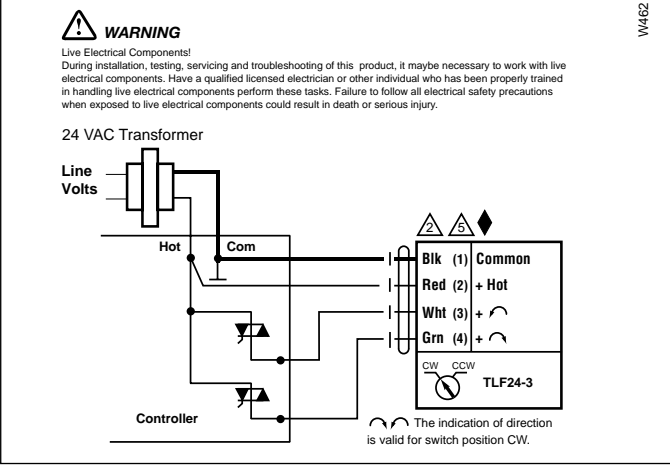 W462
WARNING
Live Electrical Components!
During installation, testing, servicing and troubleshooting of this product, it maybe necessary to work with live
electrical components. Have a qualified licensed electrician or other individual who has been properly trained
in handling live electrical components perform these tasks. Failure to follow all electrical safety precautions
when exposed to live electrical components could result in death or serious injury.
24 VAC Transformer
Line
Volts
Hot
Com
2
5
Blk (1) Common
Red (2) + Hot
Wht (3) +
Grn (4) +
CW CCW
TLF24-3
Controller
The indication of direction
is valid for switch position CW.